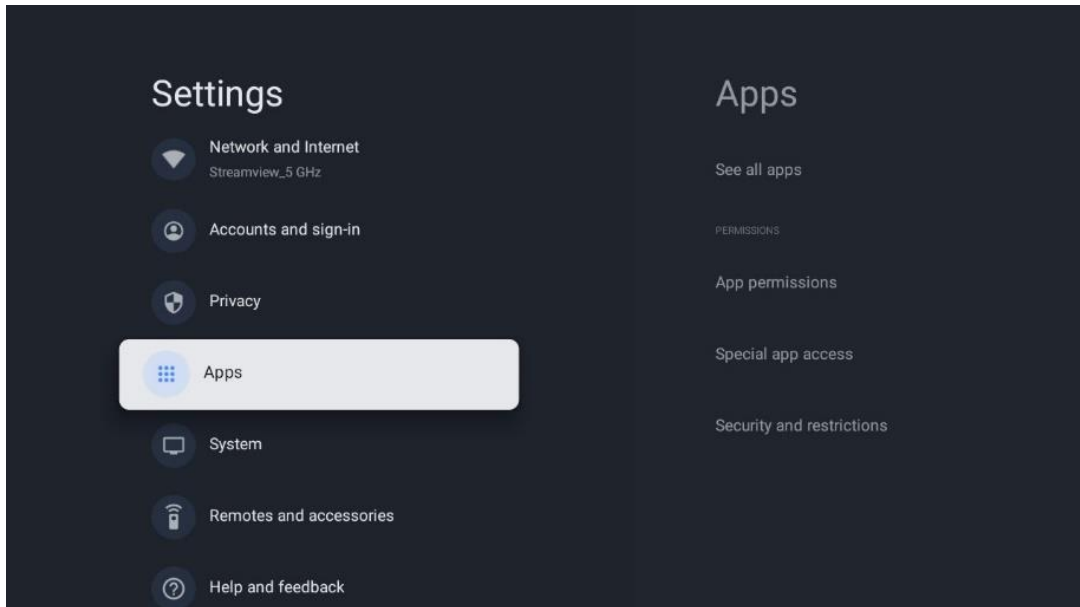 Settings
Network and Internet
Streamview_5 GHz
Accounts and sign-in
Privacy
Apps
System
Remotes and accessories
Help and feedback
Apps
See all apps
PERMISSIONS
App permissions
Special app access
Security and restrictions